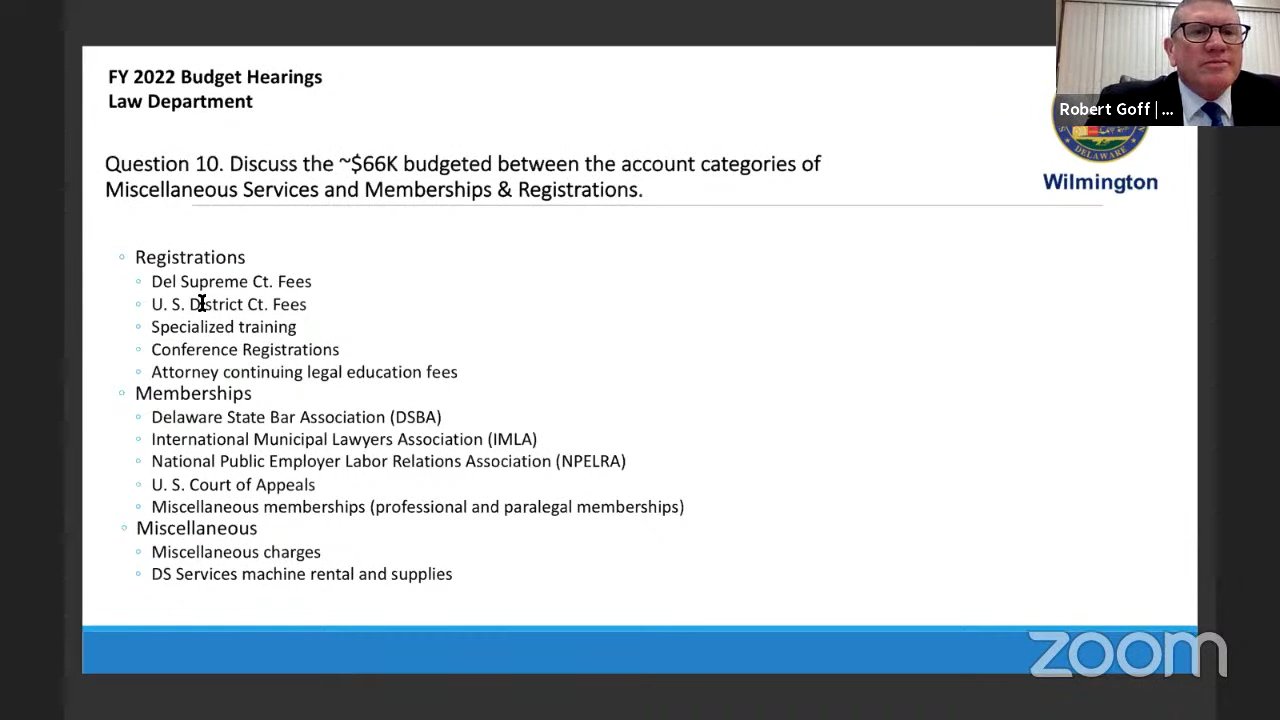 FY 2022 Budget Hearings
Law Department
Robert Goff | ...
DELAWARE
Wilmington
Question 10. Discuss the ~$66K budgeted between the account categories of
Miscellaneous Services and Memberships & Registrations.
Registrations
Del Supreme Ct. Fees
U. S. District Ct. Fees
Specialized training
Conference Registrations
Attorney continuing legal education fees
Memberships
Delaware State Bar Association (DSBA)
International Municipal Lawyers Association (IMLA)
National Public Employer Labor Relations Association (NPELRA)
U. S. Court of Appeals
Miscellaneous memberships (professional and paralegal memberships)
Miscellaneous
Miscellaneous charges
DS Services machine rental and supplies
zoom